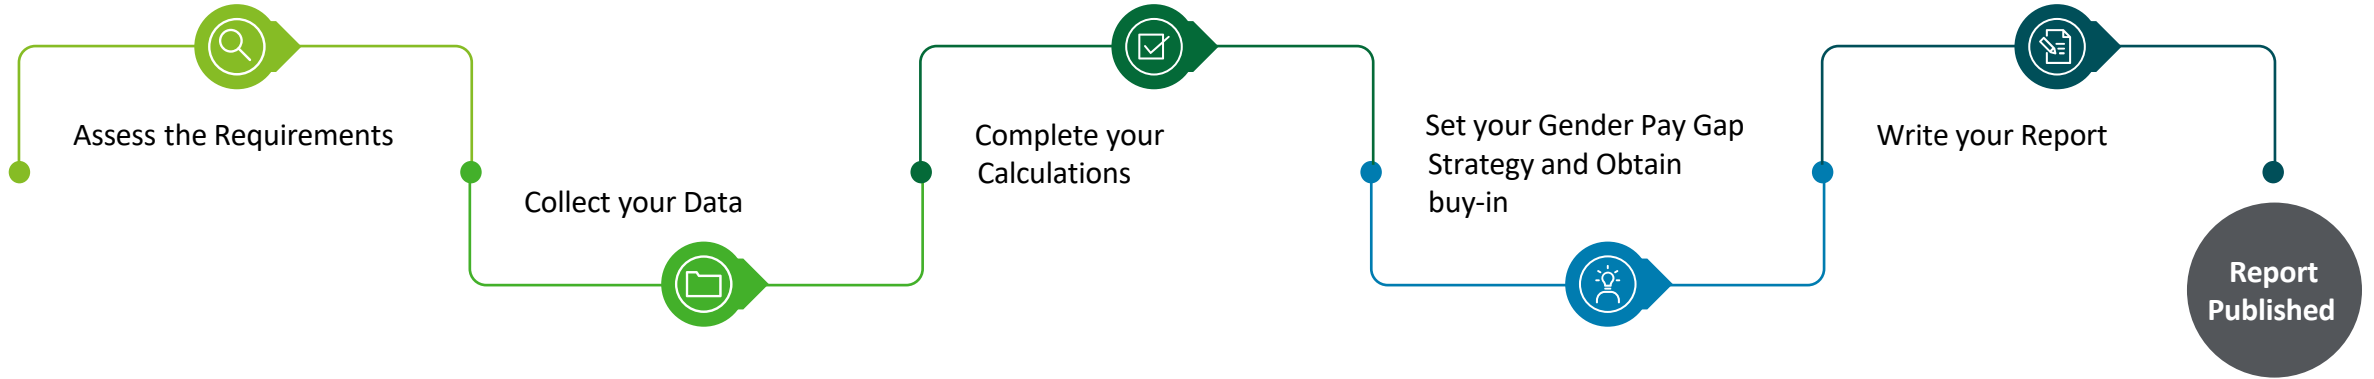 Assess the Requirements
Collect your Data
Complete your
Calculations
Set your Gender Pay Gap
Strategy and Obtain
buy-in
Write your Report
Report
Published